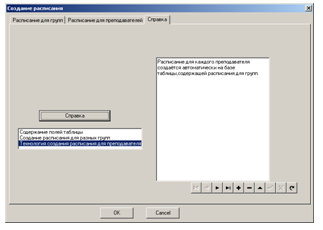 Создание расписания
Расписание для групп
Расписание для преподавателей
Справка
Расписание для каждого преподавателя
создаётся автоматически на базе
таблицы,содержащей расписания для групп
Справка
Содержание полей таблицы
Создание расписания для разных групп
Технология создания расписания для преподавателя
OK
Cancel